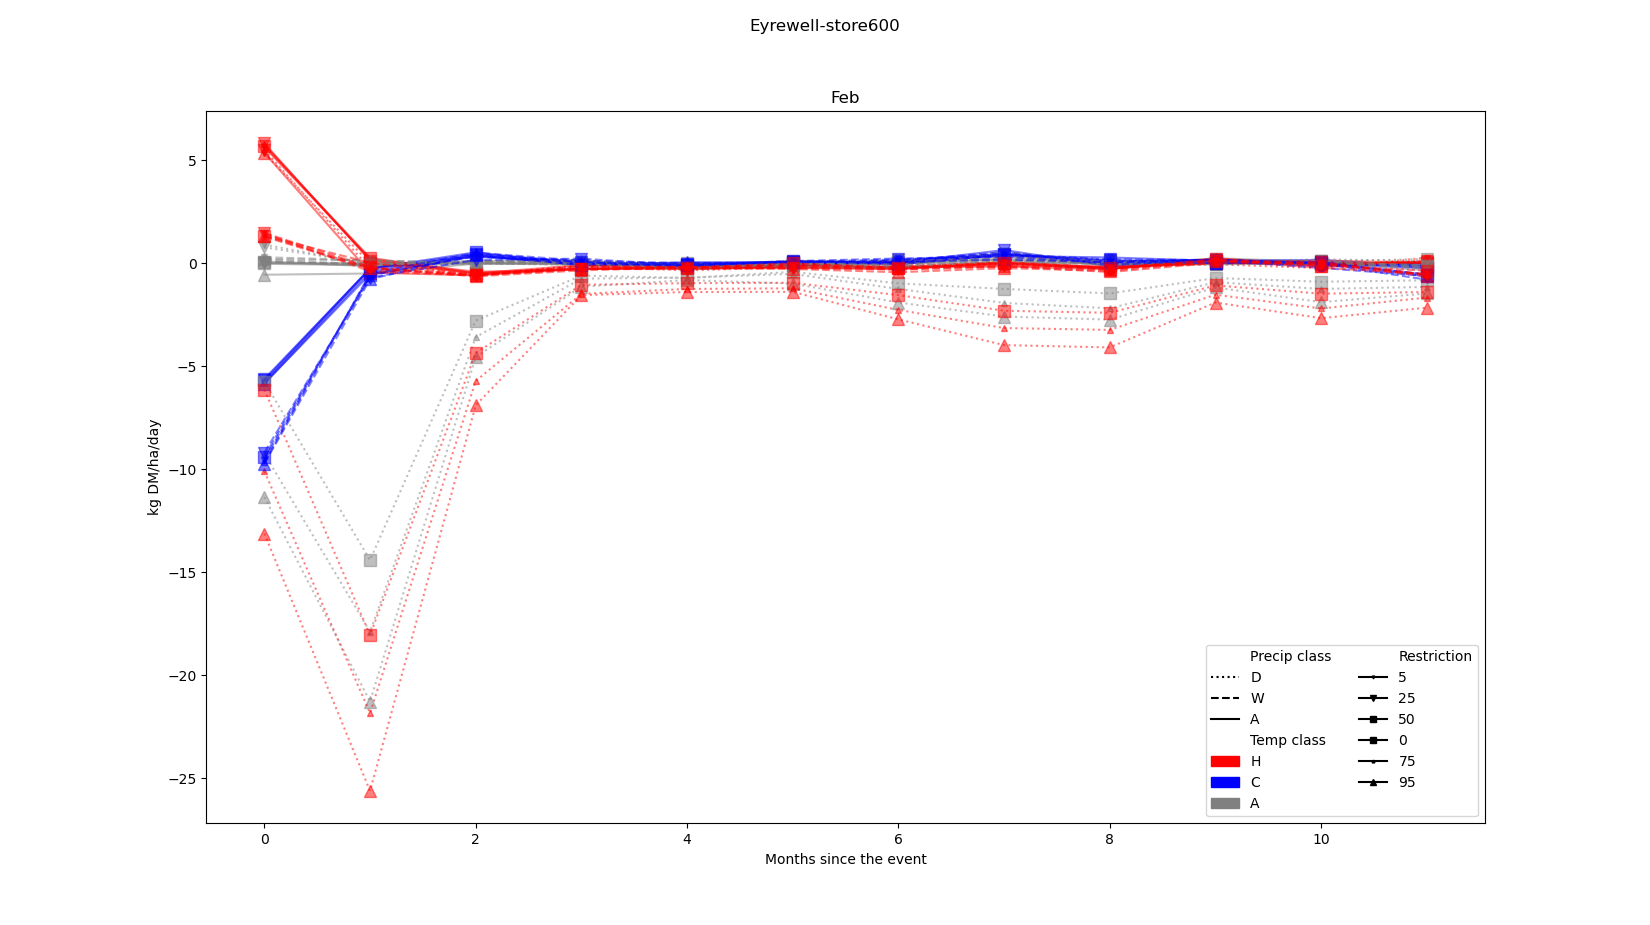 Eyrewell-store600
Feb
kg DM/ha/day
5
0
−5
−10
−15
−20
−25
0 2 4 6 8 10
Months since the event
Precip class
D
W
A
Temp class
H
C
A
Restriction
5
25
50
0
75
95